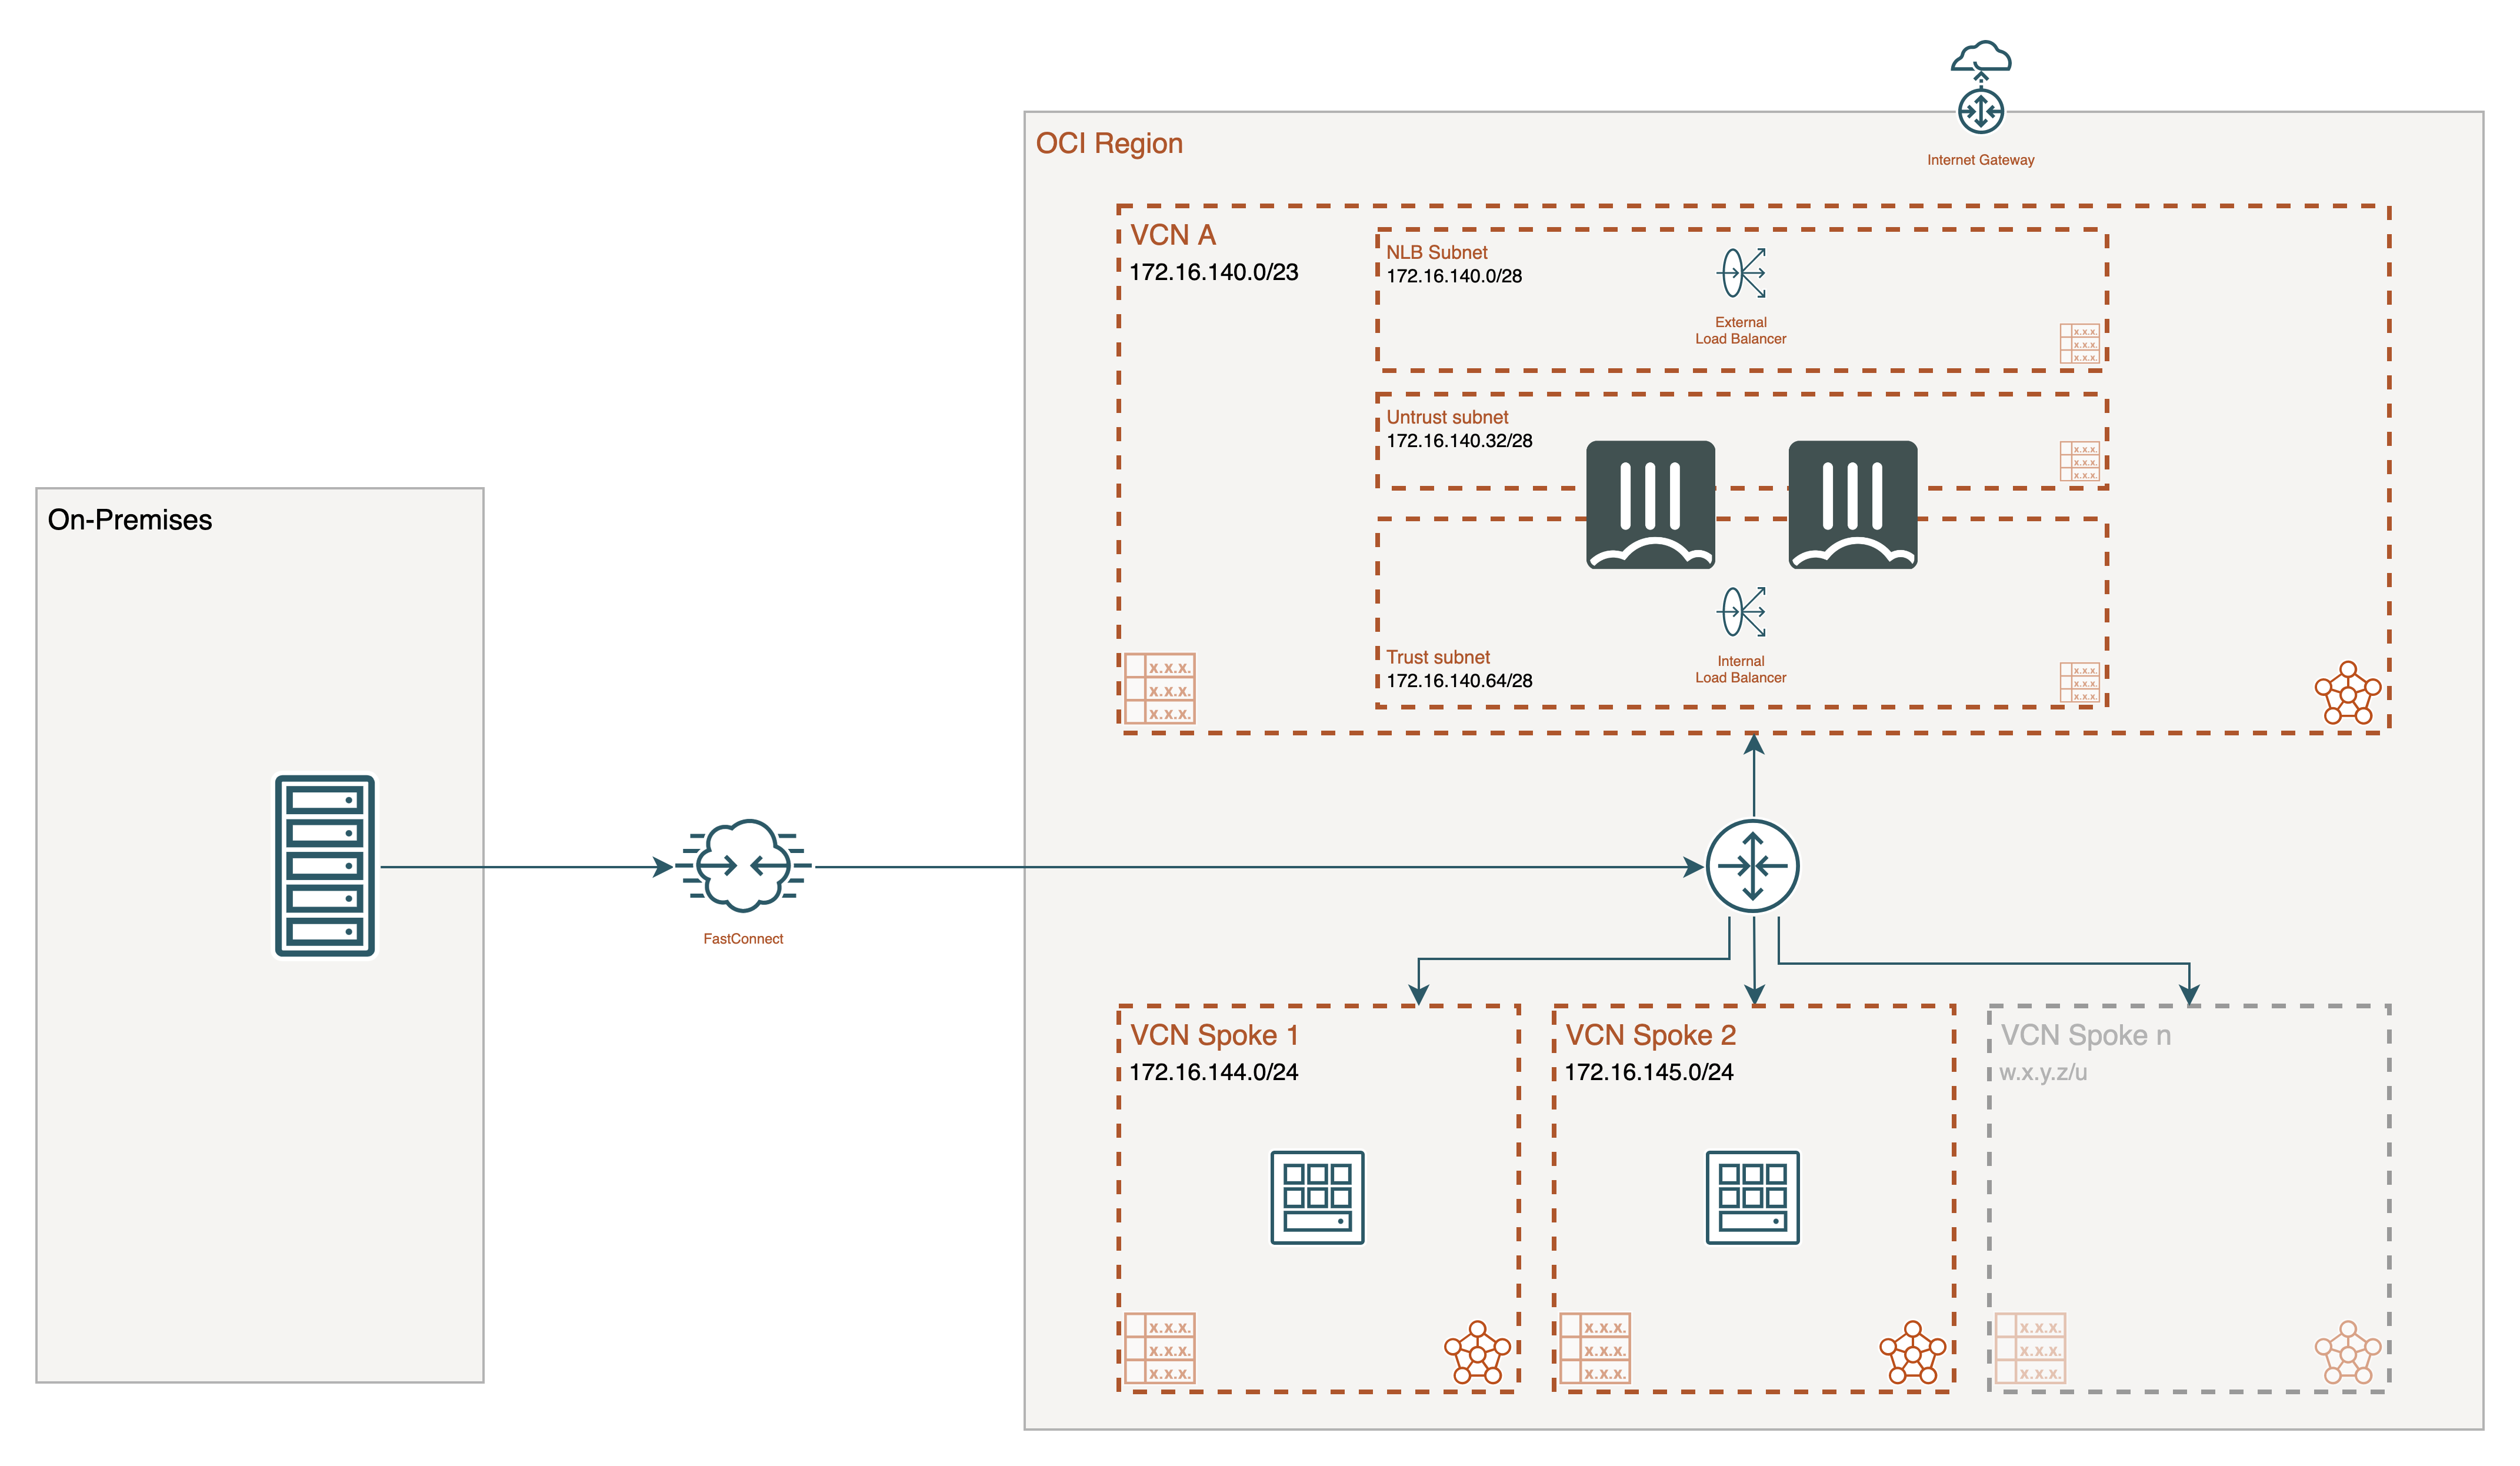 Internet Gateway
OCI Region
VCN A
172.16.140.0/23
NLB Subnet
172.16.140.0/28
External
Load Balancer
x.x.x.
x.x.x.
x.x.x.
Untrust subnet
172.16.140.32/28
x.x.x.
x.x.x.
x.x.x.
Trust subnet
172.16.140.64/28
Internal
Load Balancer
x.x.x.
x.x.x.
x.x.x.
x.x.x.
x.x.x.
x.x.x.
On-Premises
FastConnect
VCN Spoke 1
172.16.144.0/24
x.x.x.
x.x.x.
x.x.x.
VCN Spoke 2
172.16.145.0/24
x.x.x.
x.x.x.
x.x.x.
VCN Spoke n
w.x.y.z/u
x.x.x.
x.x.x.
x.x.x.